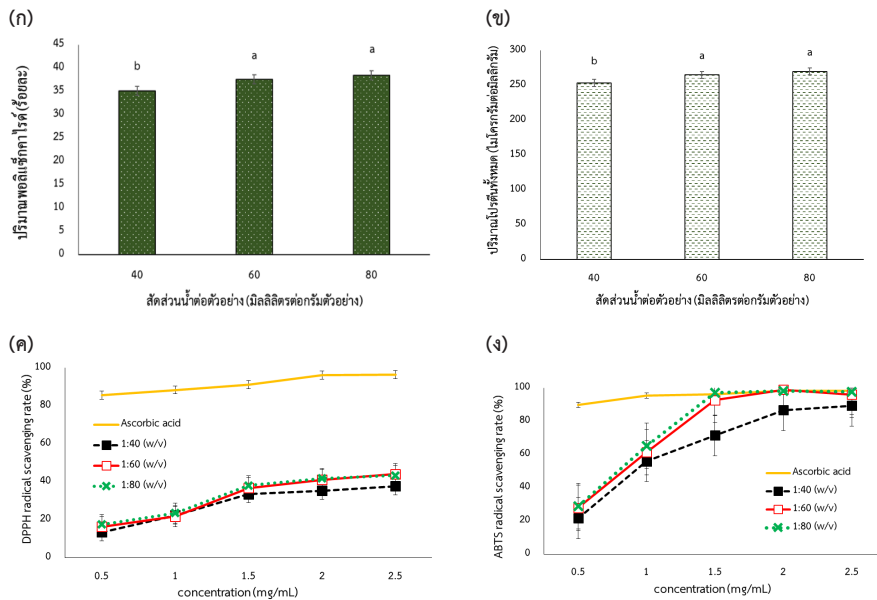 (ก)
ปริมาณพอลิแซ็กคาไรด์ (ร้อยละ)
45
40
35
30
25
20
15
10
5
0
b
a
a
40
60
80
สัดส่วนน้ำต่อตัวอย่าง (มิลลิลิตรต่อกรัมตัวอย่าง)
(ข)
ปริมาณโปรตีนทั้งหมด (ไมโครกรัมต่อมิลลิกรัม)
300
250
200
150
100
50
0
b
a
a
40
60
80
สัดส่วนน้ำต่อตัวอย่าง (มิลลิลิตรต่อกรัมตัวอย่าง)
(ค)
DPPH radical scavenging rate (%)
100
80
60
40
20
0
Ascorbic acid
1:40 (w/v)
1:60 (w/v)
1:80 (w/v)
0.5
1
1.5
2
2.5
concentration (mg/mL)
(ง)
ABTS radical scavenging rate (%)
100
80
60
40
20
0
Ascorbic acid
1:40 (w/v)
1:60 (w/v)
1:80 (w/v)
0.5
1
1.5
2
2.5
concentration (mg/mL)